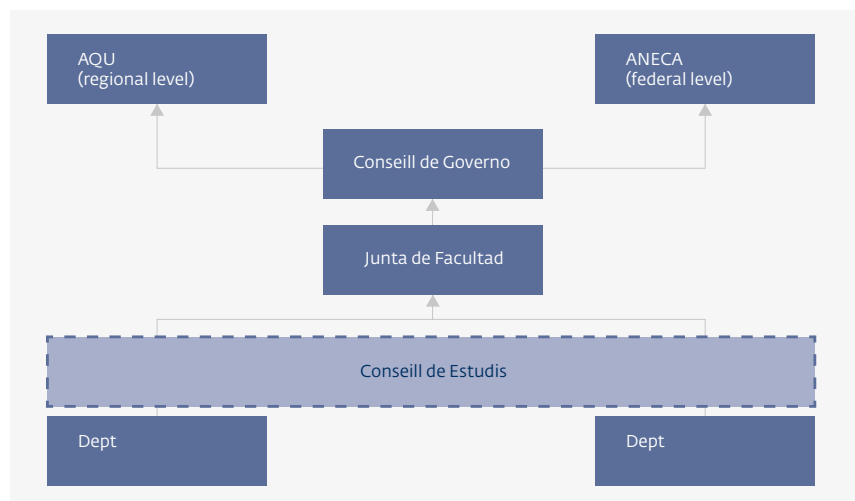 AQU
(regional level)
ANECA
(federal level)
Conseill de Governo
Junta de Facultad
Conseill de Estudis
Dept
Dept